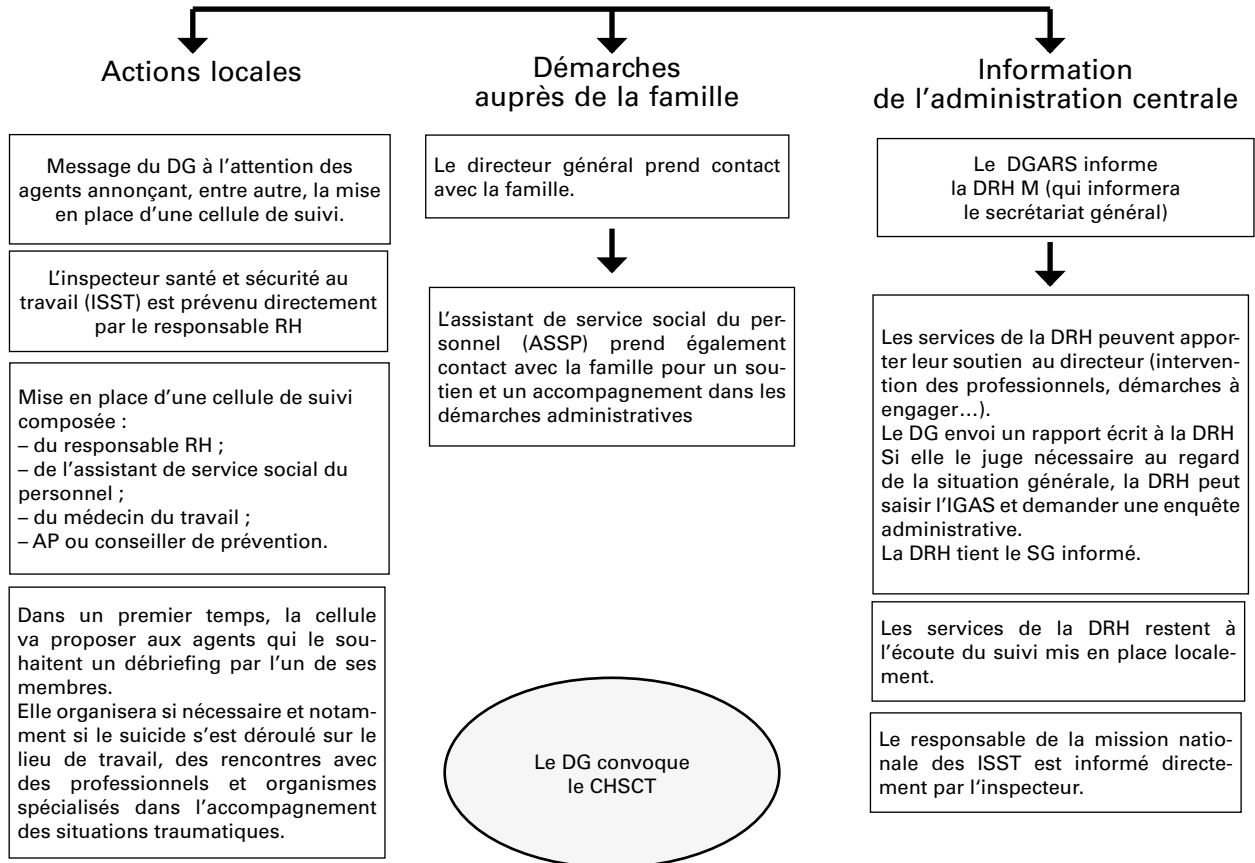 Actions locales
Message du DG à l'attention des
agents annonçant, entre autre, la mise
en place d'une cellule de suivi.
L'inspecteur santé et sécurité au
travail (ISST) est prévenu directement
par le responsable RH
Mise en place d'une cellule de suivi
composée :
– du responsable RH ;
– de l'assistant de service social du
personnel ;
– du médecin du travail ;
– AP ou conseiller de prévention.
Dans un premier temps, la cellule
va proposer aux agents qui le sou-
haitent un débriefing par l'un de ses
membres.
Elle organisera si nécessaire et notam-
ment si le suicide s'est déroulé sur le
lieu de travail, des rencontres avec
des professionnels et organismes
spécialisés dans l'accompagnement
des situations traumatiques.
Démarches
auprès de la famille
Le directeur général prend contact
avec la famille.
L'assistant de service social du per-
sonnel (ASSP) prend également
contact avec la famille pour un sou-
tien et un accompagnement dans les
démarches administratives
Le DG convoque
le CHSCT
Information
de l'administration centrale
Le DGARS informe
la DRH M (qui informera
le secrétariat général)
Les services de la DRH peuvent appor-
ter leur soutien au directeur (interven-
tion des professionnels, démarches à
engager…).
Le DG envoi un rapport écrit à la DRH
Si elle le juge nécessaire au regard
de la situation générale, la DRH peut
saisir l'IGAS et demander une enquête
administrative.
La DRH tient le SG informé.
Les services de la DRH restent à
l'écoute du suivi mis en place locale-
ment.
Le responsable de la mission natio-
nale des ISST est informé directe-
ment par l'inspecteur.